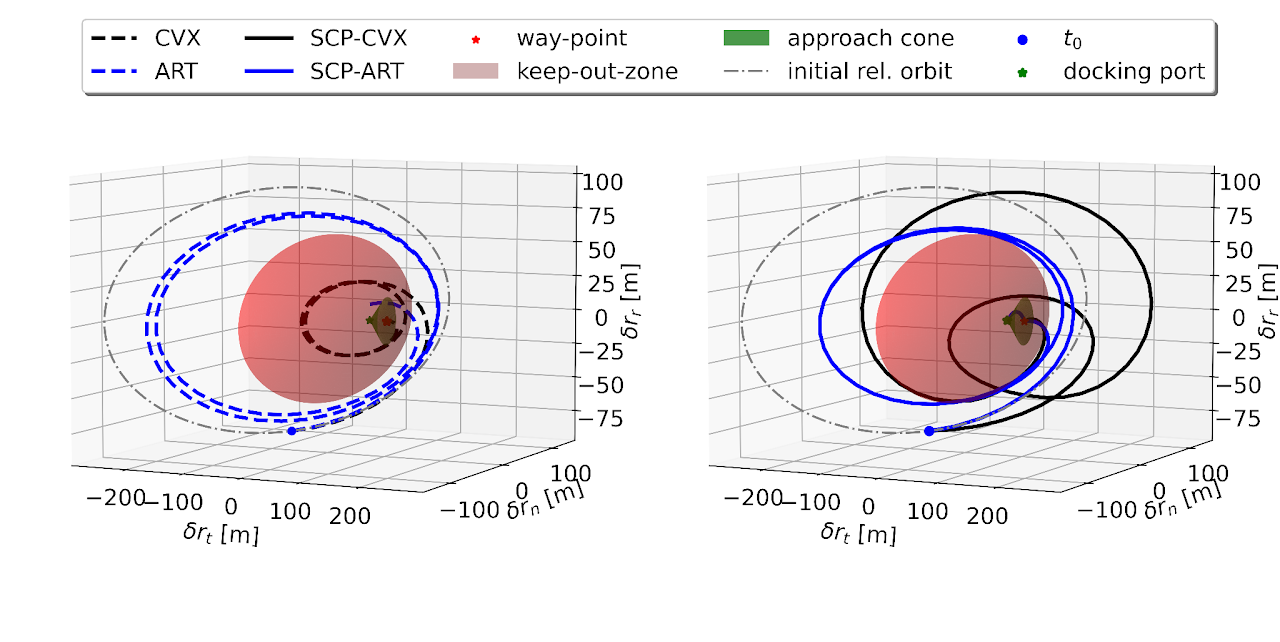 CVX SCP-CVX way-point approach cone t₀
ART SCP-ART keep-out-zone initial rel. orbit docking port
100
75
50
25
0
−25
−50
−75
δrᵣ [m]
−200 −100 0 100 200
δrₜ [m]
−100 0 100
δrₙ [m]
100
75
50
25
0
−25
−50
−75
δrᵣ [m]
−200 −100 0 100 200
δrₜ [m]
−100 0 100
δrₙ [m]